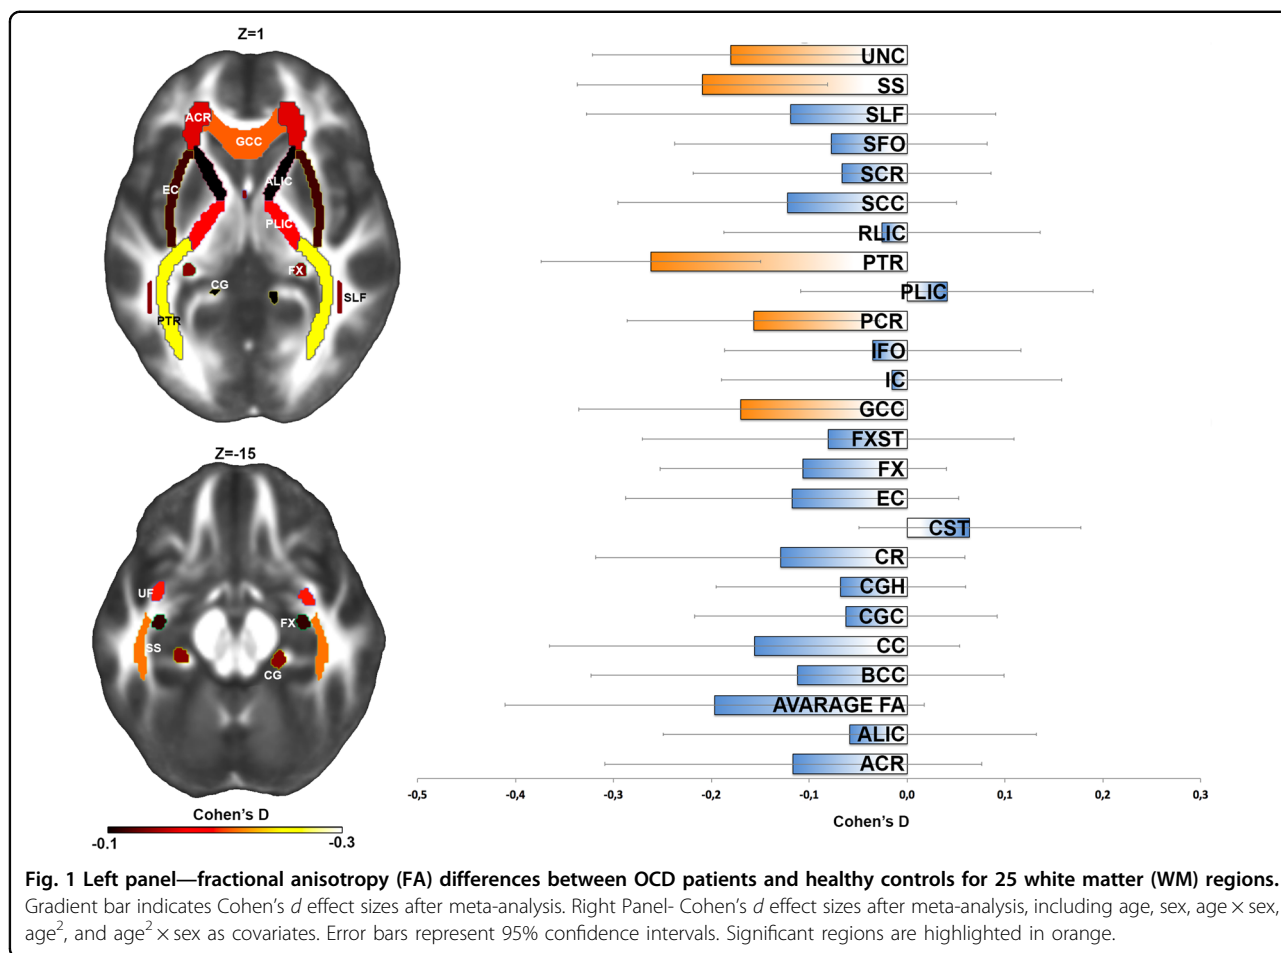 Z=1
ACR
GCC
EC
ALIC
PLIC
FX
CG
SLF
PTR
Z=-15
UF
FX
SS
CG
Cohen's D
-0.1
-0.3
UNC
SS
SLF
SFO
SCR
SCC
RLIC
PTR
PLIC
PCR
IFO
IC
GCC
FXST
FX
EC
CST
CR
CGH
CGC
CC
BCC
AVARAGE FA
ALIC
ACR
-0,5 -0,4 -0,3 -0,2 -0,1 0,0 0,1 0,2 0,3
Cohen's D
Fig. 1 Left panel—fractional anisotropy (FA) differences between OCD patients and healthy controls for 25 white matter (WM) regions.
Gradient bar indicates Cohen's d effect sizes after meta-analysis. Right Panel- Cohen's d effect sizes after meta-analysis, including age, sex, age × sex,
age², and age² × sex as covariates. Error bars represent 95% confidence intervals. Significant regions are highlighted in orange.